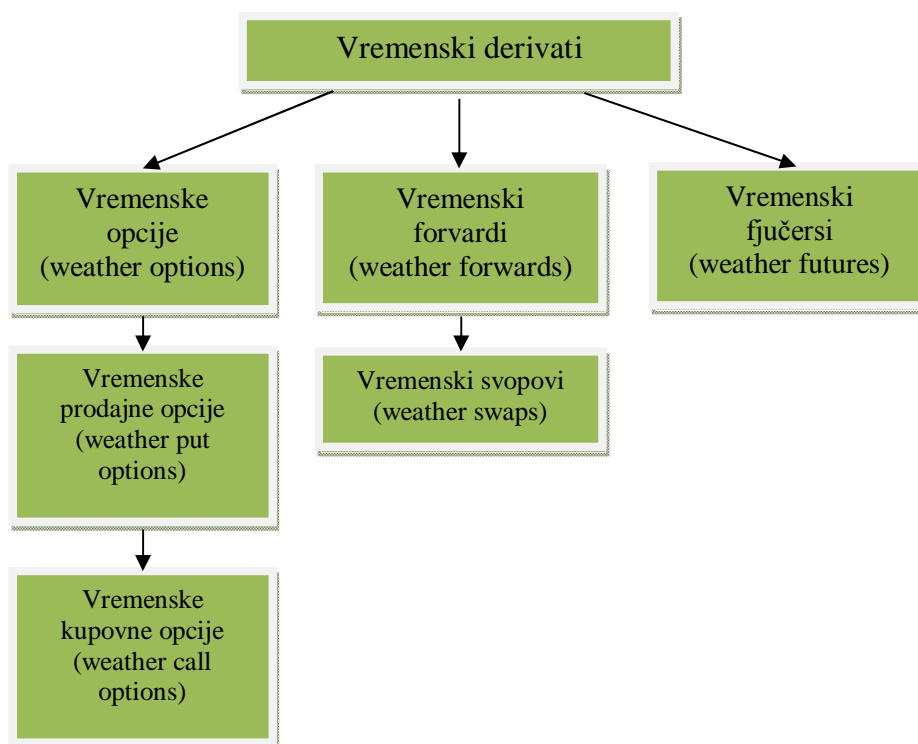 Vremenski derivati
Vremenske
opcije
(weather options)
Vremenski
forvardi
(weather forwards)
Vremenski
fjučersi
(weather futures)
Vremenske
prodajne opcije
(weather put
options)
Vremenski svopovi
(weather swaps)
Vremenske
kupovne opcije
(weather call
options)